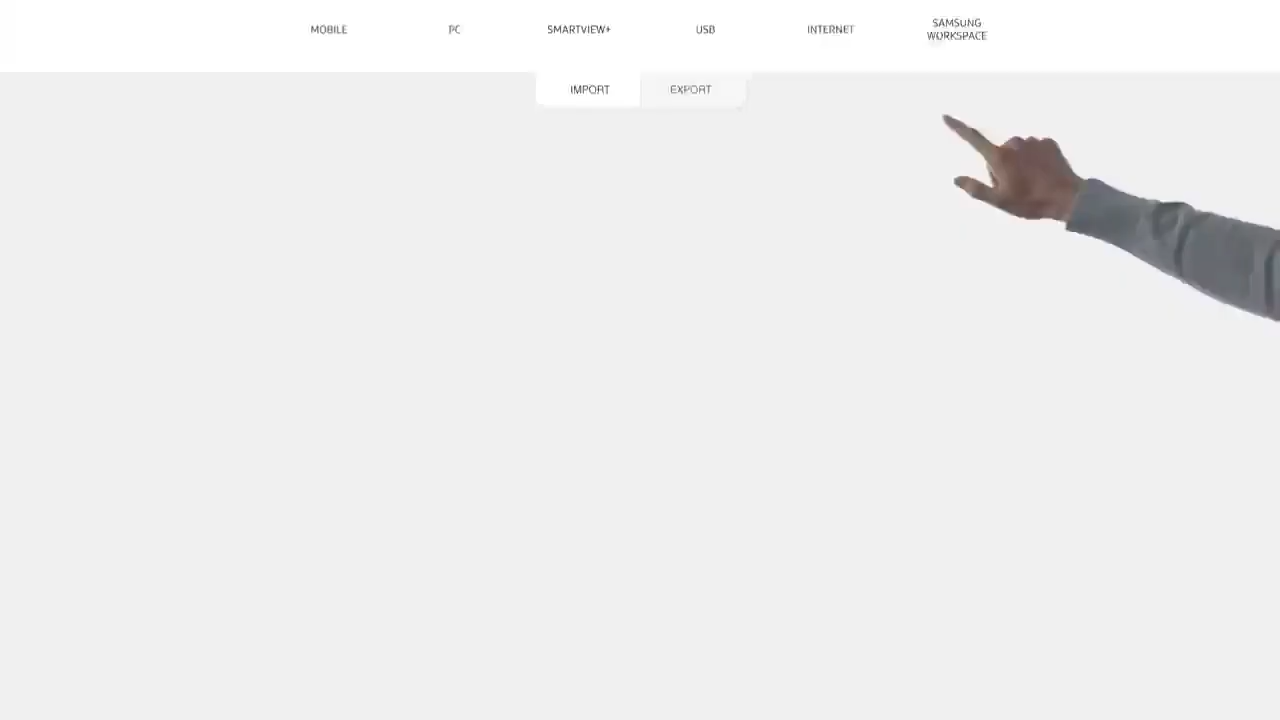 MOBILE
PC
SMARTVIEW+
USB
INTERNET
SAMSUNG
WORKSPACE
IMPORT
EXPORT